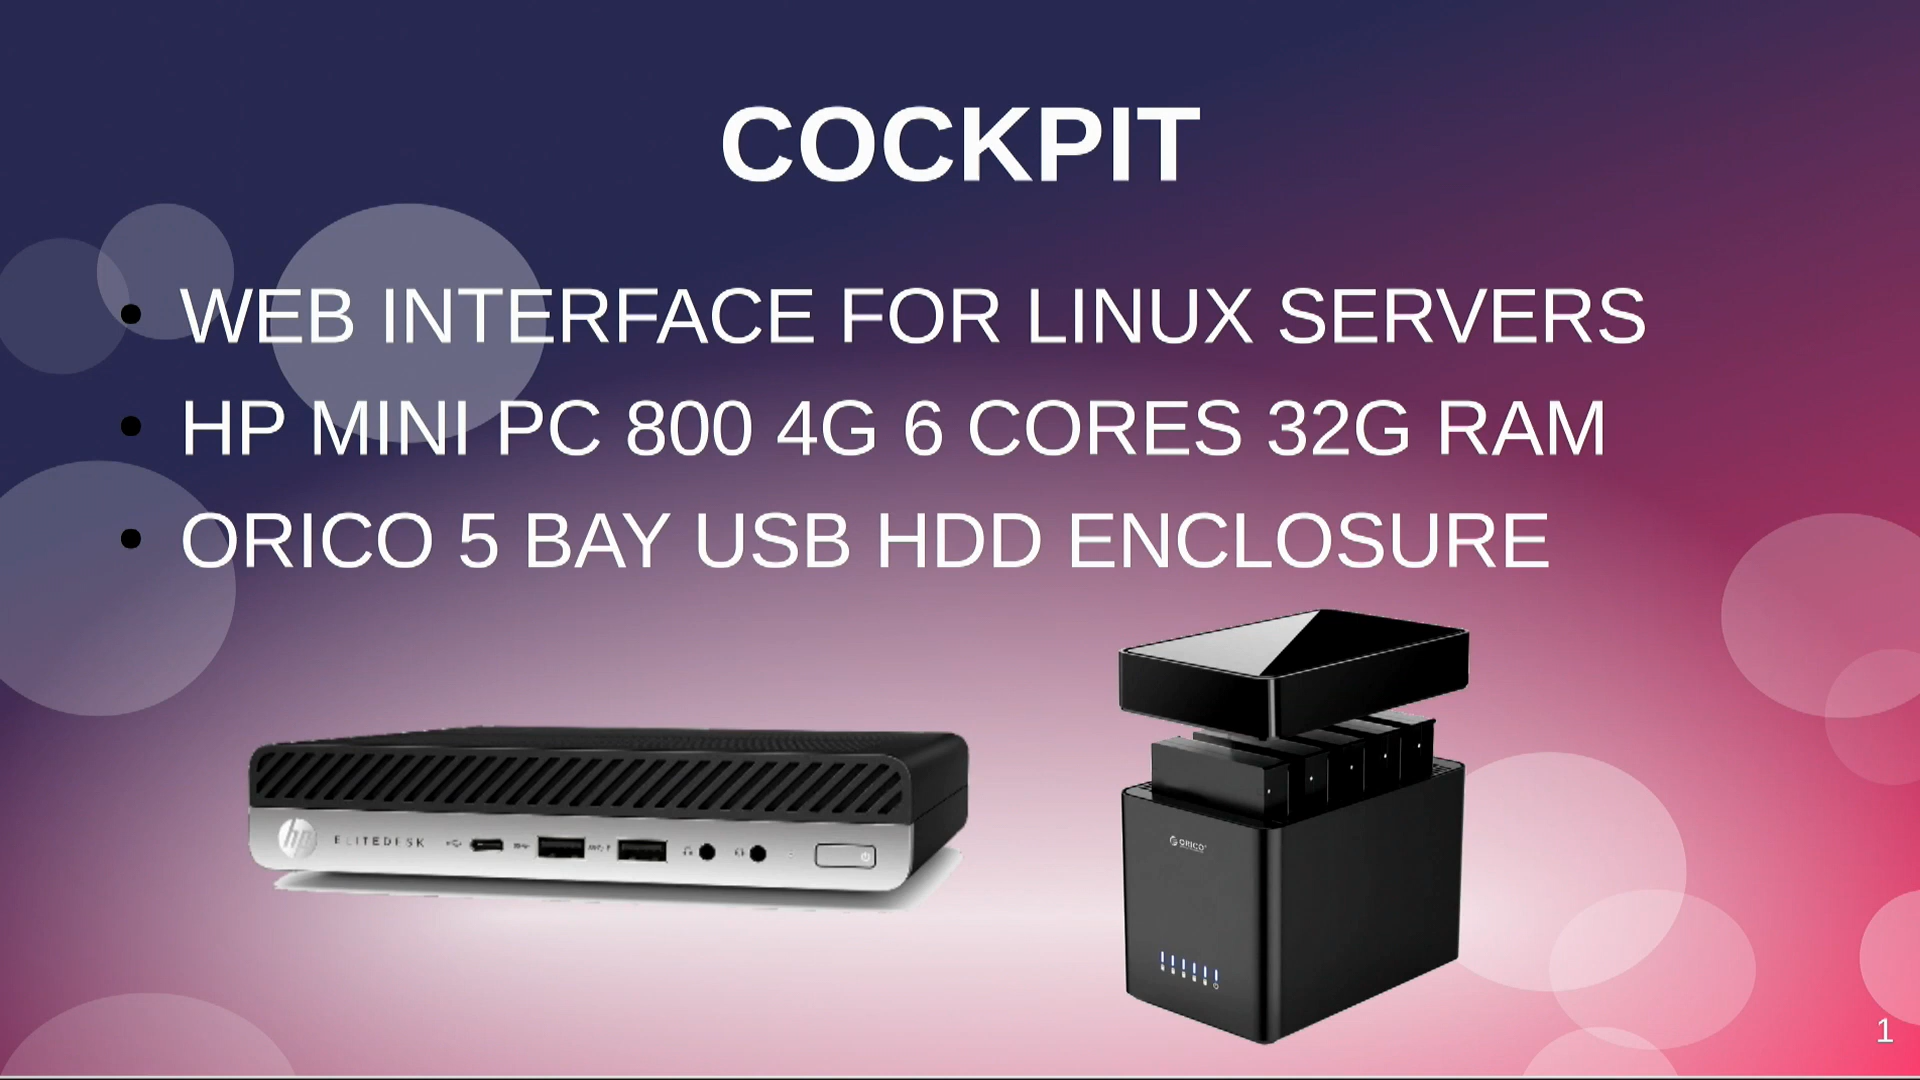 COCKPIT
WEB INTERFACE FOR LINUX SERVERS
HP MINI PC 800 4G 6 CORES 32G RAM
ORICO 5 BAY USB HDD ENCLOSURE
hp ELITEDESK
ORICO
1